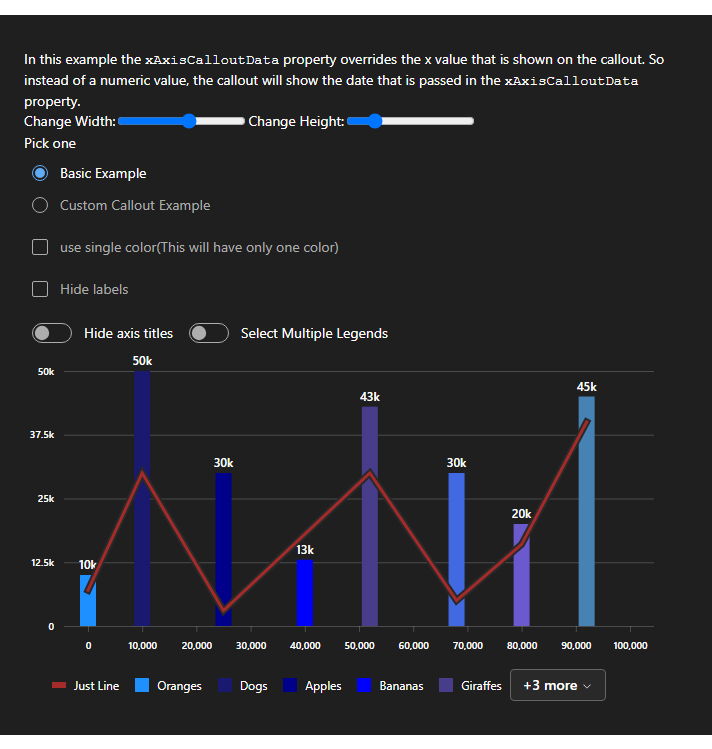 In this example the xAxisCalloutData property overrides the x value that is shown on the callout. So
instead of a numeric value, the callout will show the date that is passed in the xAxisCalloutData
property.
Change Width: Change Height:
Pick one
Basic Example
Custom Callout Example
use single color(This will have only one color)
Hide labels
Hide axis titles Select Multiple Legends
50k
50k
45k
43k
37.5k
30k 30k
25k
20k
13k
12.5k
10k
0
0 10,000 20,000 30,000 40,000 50,000 60,000 70,000 80,000 90,000 100,000
Just Line Oranges Dogs Apples Bananas Giraffes +3 more